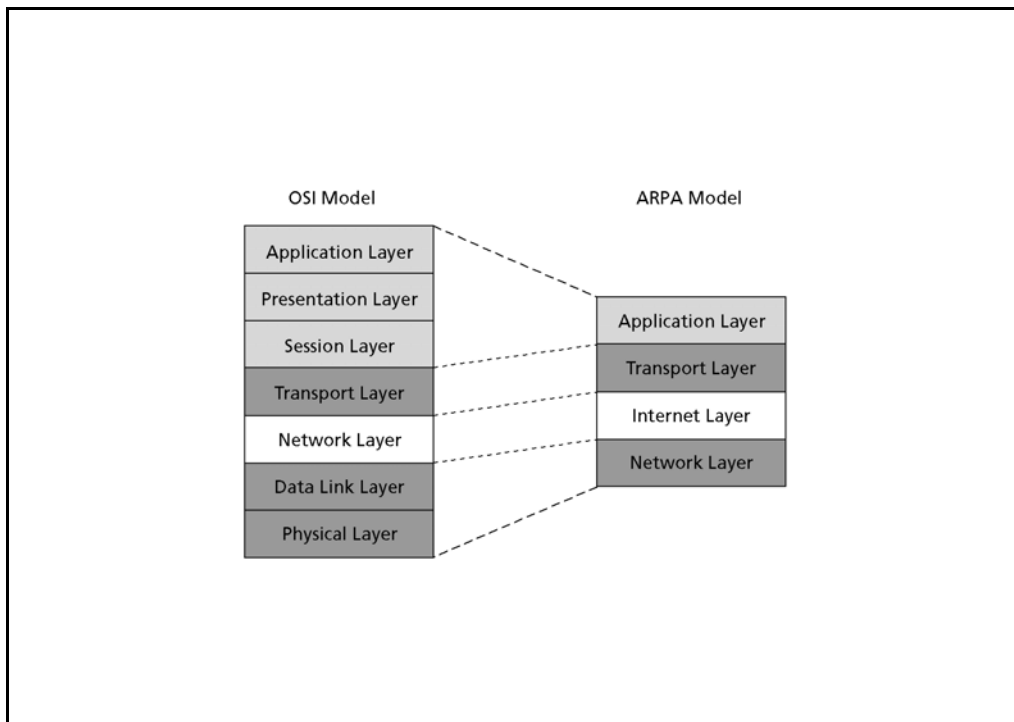 OSI Model
Application Layer
Presentation Layer
Session Layer
Transport Layer
Network Layer
Data Link Layer
Physical Layer
ARPA Model
Application Layer
Transport Layer
Internet Layer
Network Layer